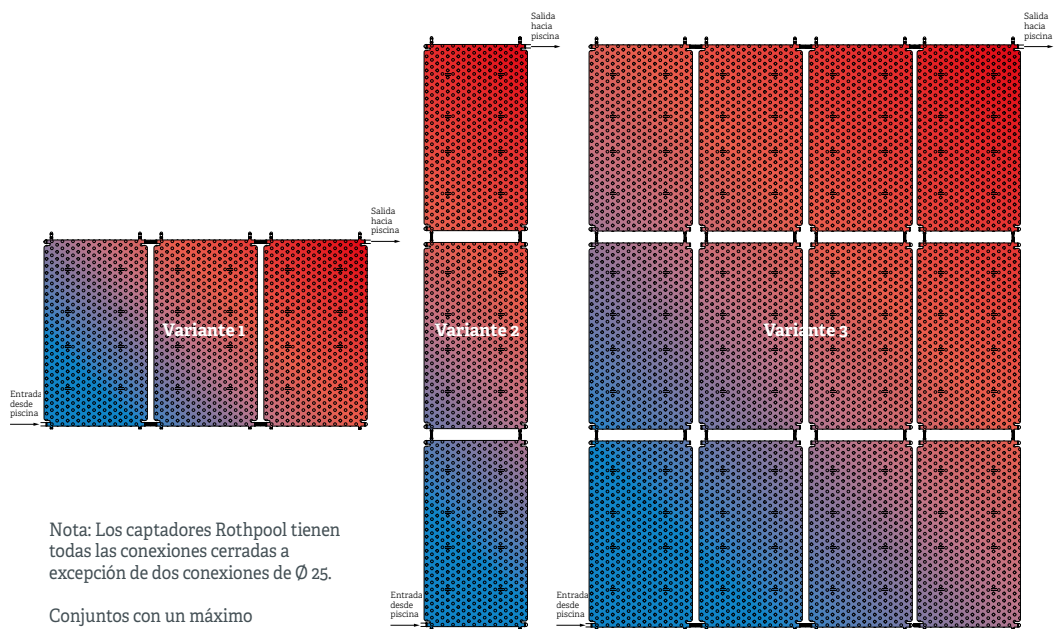 Salida
hacia
piscina
Salida
hacia
piscina
Salida
hacia
piscina
Variante 1
Variante 2
Variante 3
Entrada
desde
piscina
Nota: Los captadores Rothpool tienen
todas las conexiones cerradas a
excepción de dos conexiones de Ø 25.
Conjuntos con un máximo
Entrada
desde
piscina
Entrada
desde
piscina